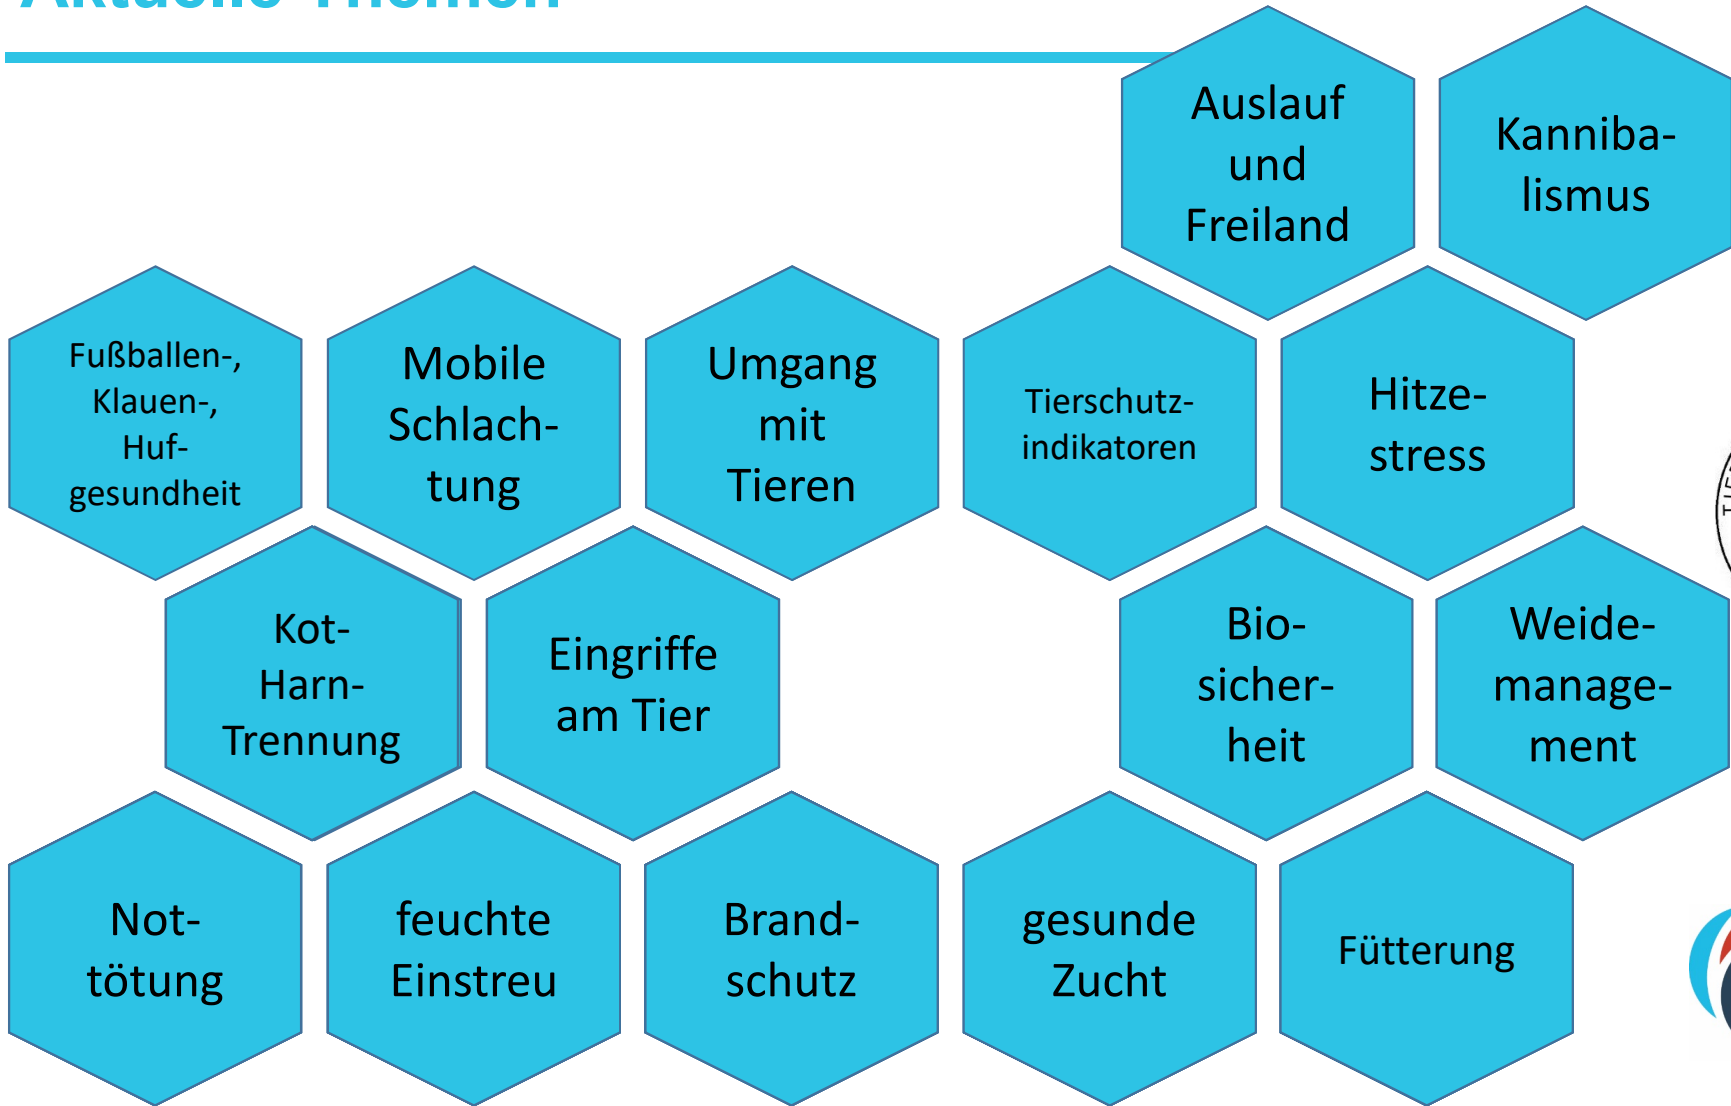 Aktuelle Themen
Auslauf
und
Freiland
Kanniba-
lismus
Fußballen-,
Klauen-,
Huf-
gesundheit
Mobile
Schlach-
tung
Umgang
mit
Tieren
Tierschutz-
indikatoren
Hitze-
stress
Kot-
Harn-
Trennung
Eingriffe
am Tier
Bio-
sicher-
heit
Weide-
manage-
ment
Not-
tötung
feuchte
Einstreu
Brand-
schutz
gesunde
Zucht
Fütterung